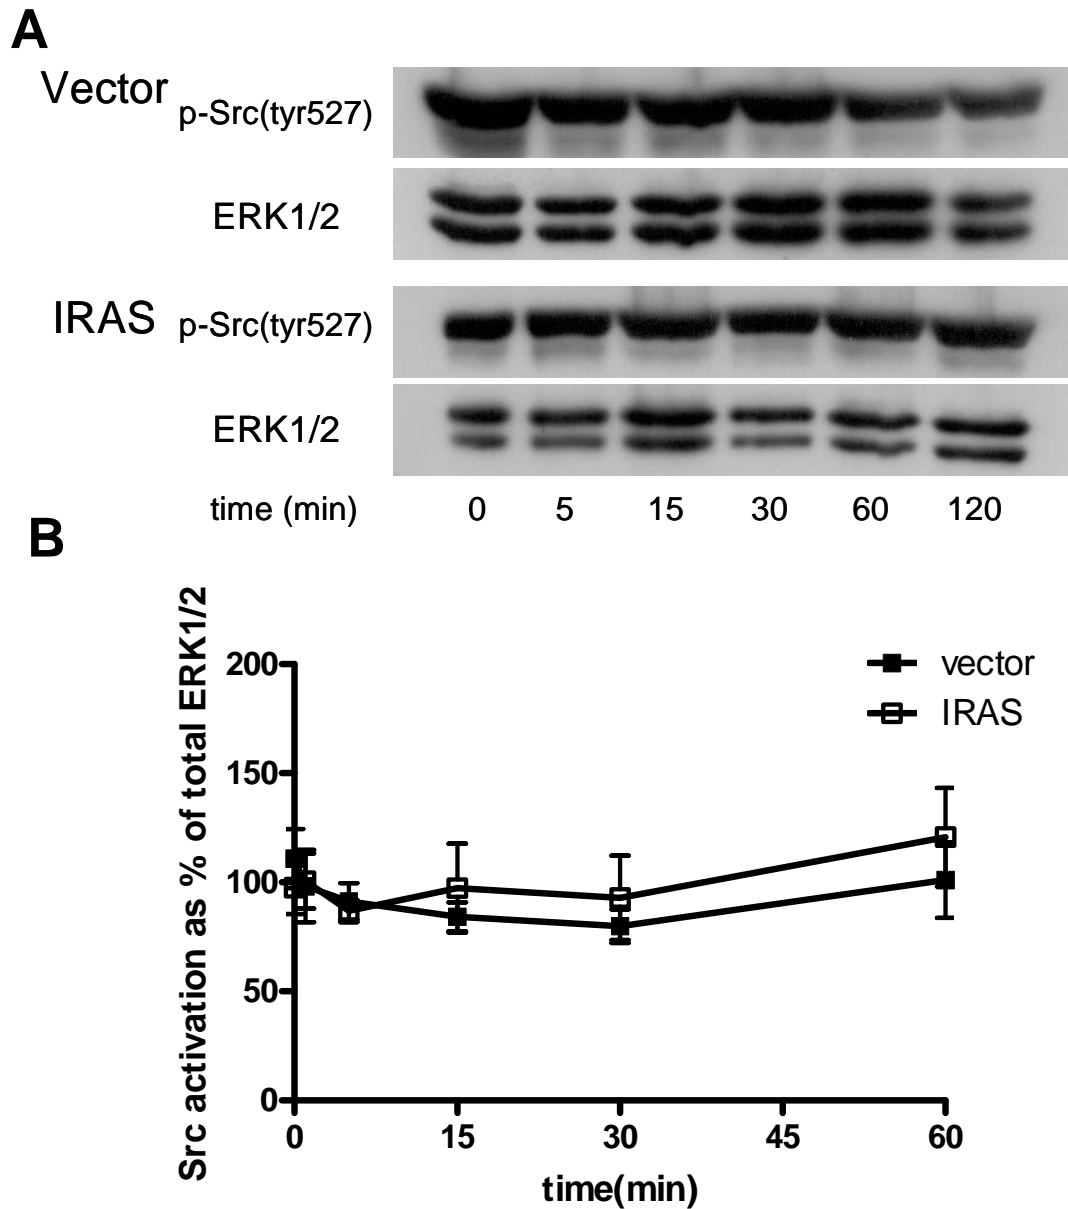 A
Vector p-Src(tyr527)
ERK1/2
IRAS p-Src(tyr527)
ERK1/2
time (min) 0 5 15 30 60 120
B
Src activation as % of total ERK1/2
200
150
100
50
0
vector
IRAS
0 15 30 45 60
time(min)